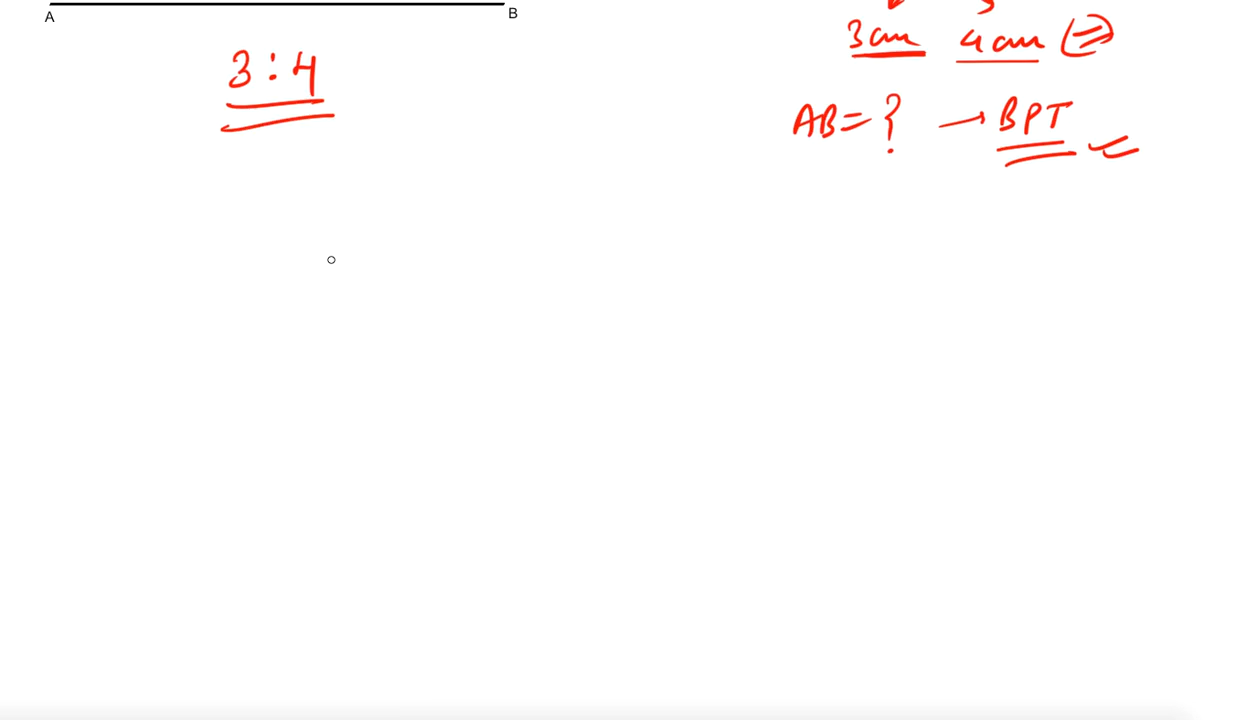 A B
3 : 4
3cm 4cm (=)
AB = ? → BPT